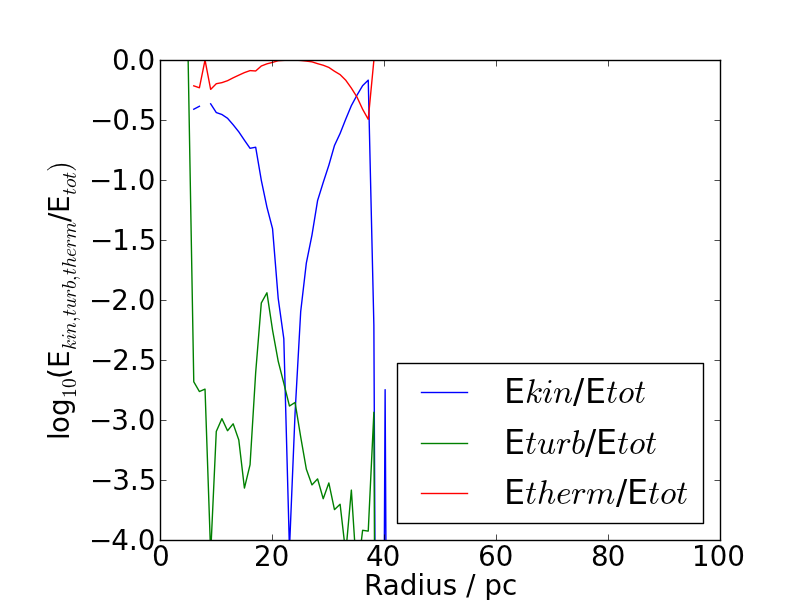 0.0
−0.5
−1.0
−1.5
−2.0
−2.5
−3.0
−3.5
−4.0
log10(Ekin,turb,therm/Etot)
Ekin/Etot
Eturb/Etot
Etherm/Etot
0 20 40 60 80 100
Radius / pc